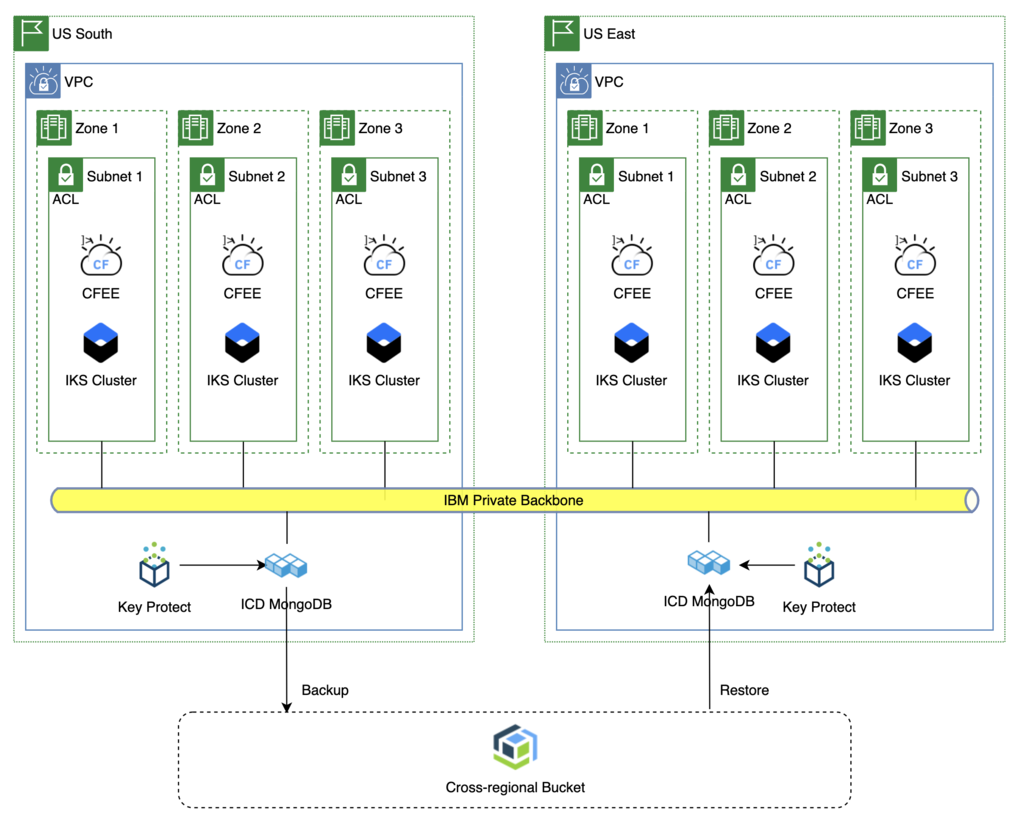 US South
VPC
Zone 1
Zone 2
Zone 3
Subnet 1
Subnet 2
Subnet 3
ACL
ACL
ACL
CF
CF
CF
CFEE
CFEE
CFEE
IKS Cluster
IKS Cluster
IKS Cluster
US East
VPC
Zone 1
Zone 2
Zone 3
Subnet 1
Subnet 2
Subnet 3
ACL
ACL
ACL
CF
CF
CF
CFEE
CFEE
CFEE
IKS Cluster
IKS Cluster
IKS Cluster
IBM Private Backbone
Key Protect
ICD MongoDB
ICD MongoDB
Key Protect
Backup
Restore
Cross-regional Bucket